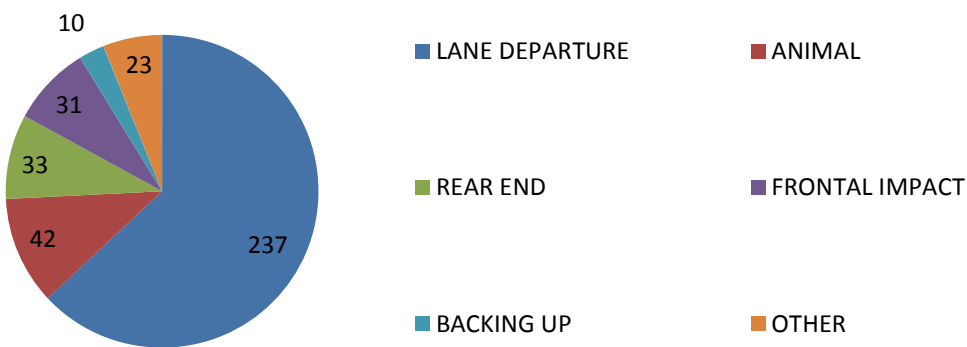 10
23
31
33
42
237
LANE DEPARTURE
ANIMAL
REAR END
FRONTAL IMPACT
BACKING UP
OTHER